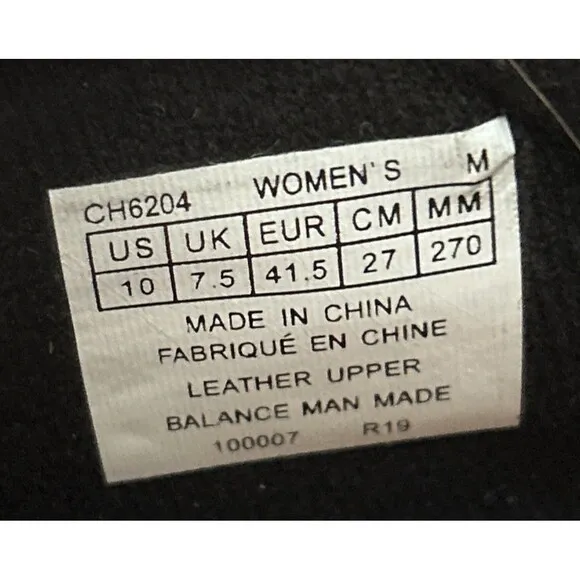 CH6204 WOMEN'S M
US UK EUR CM MM
10 7.5 41.5 27 270
MADE IN CHINA
FABRIQUÉ EN CHINE
LEATHER UPPER
BALANCE MAN MADE
100007 R19